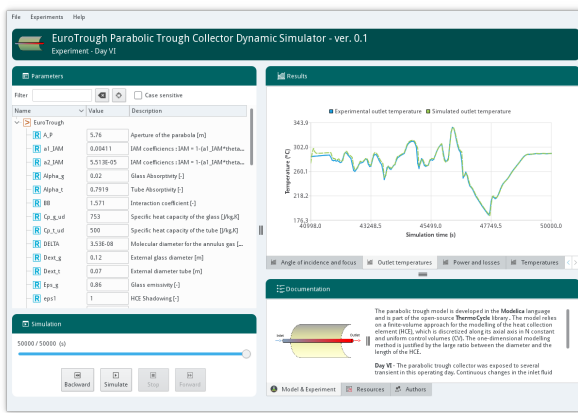 File Experiments Help
EuroTrough Parabolic Trough Collector Dynamic Simulator - ver. 0.1
Experiment - Day VI
Parameters
Filter Case sensitive
Name Value Description
EuroTrough
R A_P 5.76 Aperture of the parabola [m]
R a1_IAM 0.00411 IAM coefficients : IAM = 1-(a1_IAM*theta...
R a2_IAM 5.513E-05 IAM coefficients : IAM = 1-(a1_IAM*theta...
R Alpha_g 0.02 Glass Absorptivity [-]
R Alpha_t 0.7919 Tube Absorptivity [-]
R BB 1.571 Interaction coefficient [-]
R Cp_g_ud 753 Specific heat capacity of the glass [J/kg.K]
R Cp_t_ud 500 Specific heat capacity of the tube [J/kg.K]
R DELTA 3.53E-08 Molecular diameter for the annulus gas [...
R Dext_g 0.12 External glass diameter [m]
R Dext_t 0.07 External diameter tube [m]
R Eps_g 0.86 Glass emissivity [-]
R eps1 1 HCE Shadowing [-]
Simulation
50000 / 50000 (s)
Backward Simulate Stop Forward
Results
Experimental outlet temperature Simulated outlet temperature
343.9
302.0
260.1
218.2
176.3
Temperature (°C)
40998.0 43248.5 45499.0 47749.5 50000.0
Simulation time (s)
Angle of incidence and focus Outlet temperatures Power and losses Temperatures
Documentation
The parabolic trough model is developed in the Modelica language
and is part of the open-source ThermoCycle library. The model relies
on a finite-volume approach for the modelling of the heat collection
element (HCE), which is discretized along its axial axis in N constant
and uniform control volumes (CV). The one-dimensional modelling
method is justified by the large ratio between the diameter and the
length of the HCE.
Day VI - The parabolic trough collector was exposed to several
transient in this operating day. Continuous changes in the inlet fluid
Inlet Outlet
Model & Experiment Resources Authors